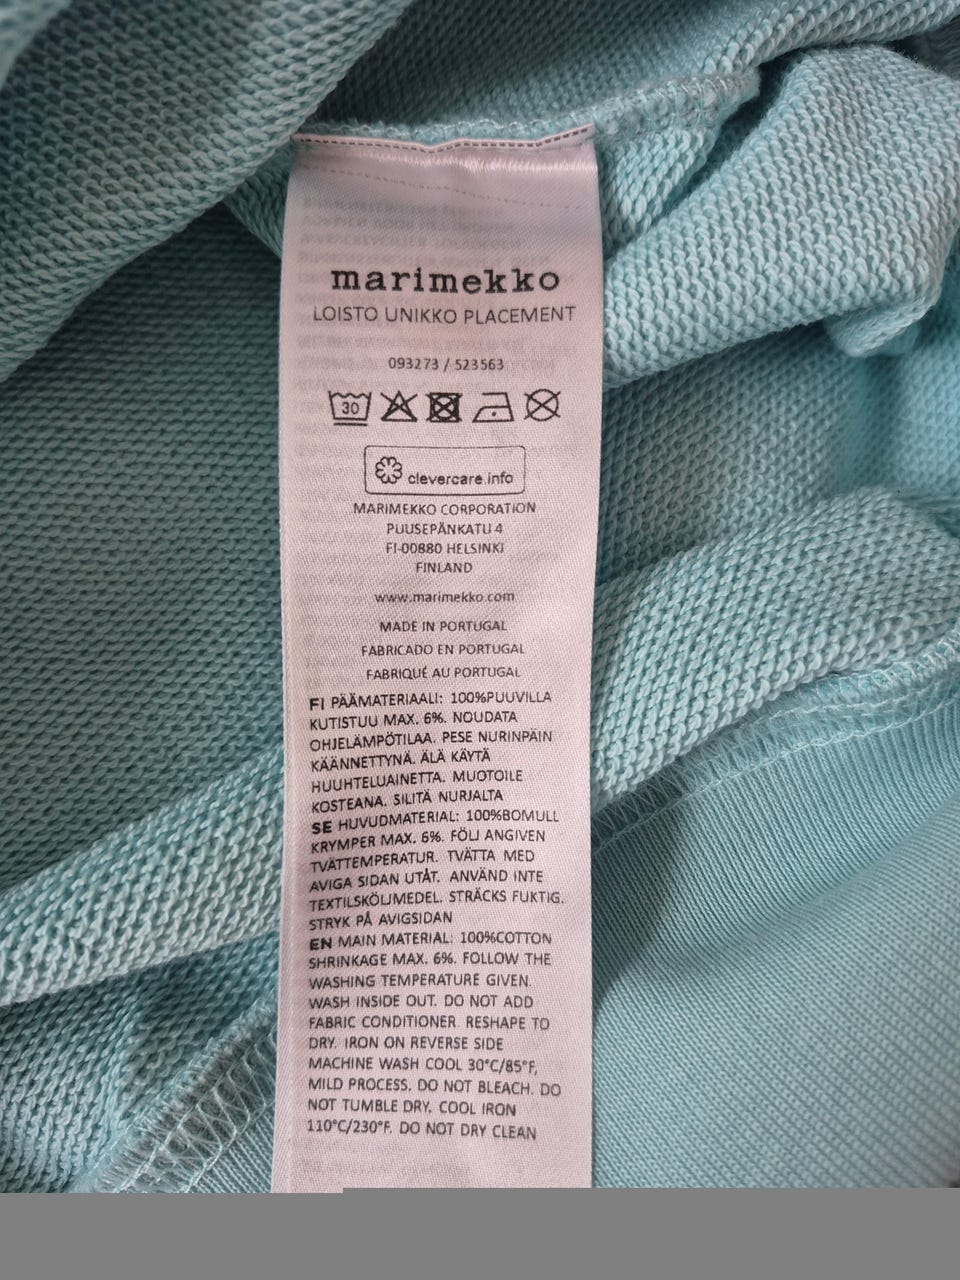 marimekko
LOISTO UNIKKO PLACEMENT
093273 / 523563
30
clevercare.info
MARIMEKKO CORPORATION
PUUSEPÄNKATU 4
FI-00880 HELSINKI
FINLAND
www.marimekko.com
MADE IN PORTUGAL
FABRICADO EN PORTUGAL
FABRIQUÉ AU PORTUGAL
FI PÄÄMATERIAALI: 100%PUUVILLA
KUTISTUU MAX. 6%. NOUDATA
OHJELÄMPÖTILAA. PESE NURINPÄIN
KÄÄNNETTYNÄ. ÄLÄ KÄYTÄ
HUUHTELUAINETTA. MUOTOILE
KOSTEANA. SILITÄ NURJALTA
SE HUVUDMATERIAL: 100%BOMULL
KRYMPER MAX. 6%. FÖLJ ANGIVEN
TVÄTTEMPERATUR. TVÄTTA MED
AVIGA SIDAN UTÅT. ANVÄND INTE
TEXTILSKÖLJMEDEL. STRÄCKS FUKTIG.
STRYK PÅ AVIGSIDAN
EN MAIN MATERIAL: 100%COTTON
SHRINKAGE MAX. 6%. FOLLOW THE
WASHING TEMPERATURE GIVEN.
WASH INSIDE OUT. DO NOT ADD
FABRIC CONDITIONER. RESHAPE TO
DRY. IRON ON REVERSE SIDE
MACHINE WASH COOL 30°C/85°F,
MILD PROCESS. DO NOT BLEACH. DO
NOT TUMBLE DRY. COOL IRON
110°C/230°F. DO NOT DRY CLEAN